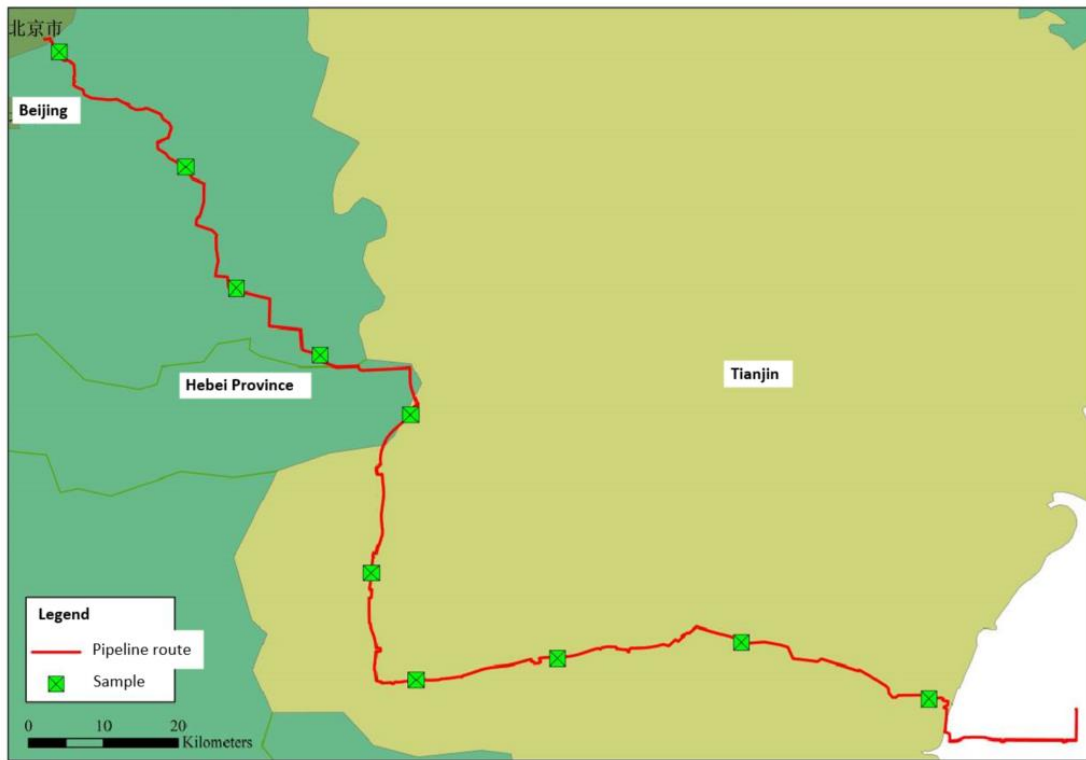 北京市
Beijing
Hebei Province
Tianjin
Legend
Pipeline route
Sample
0 10 20
Kilometers